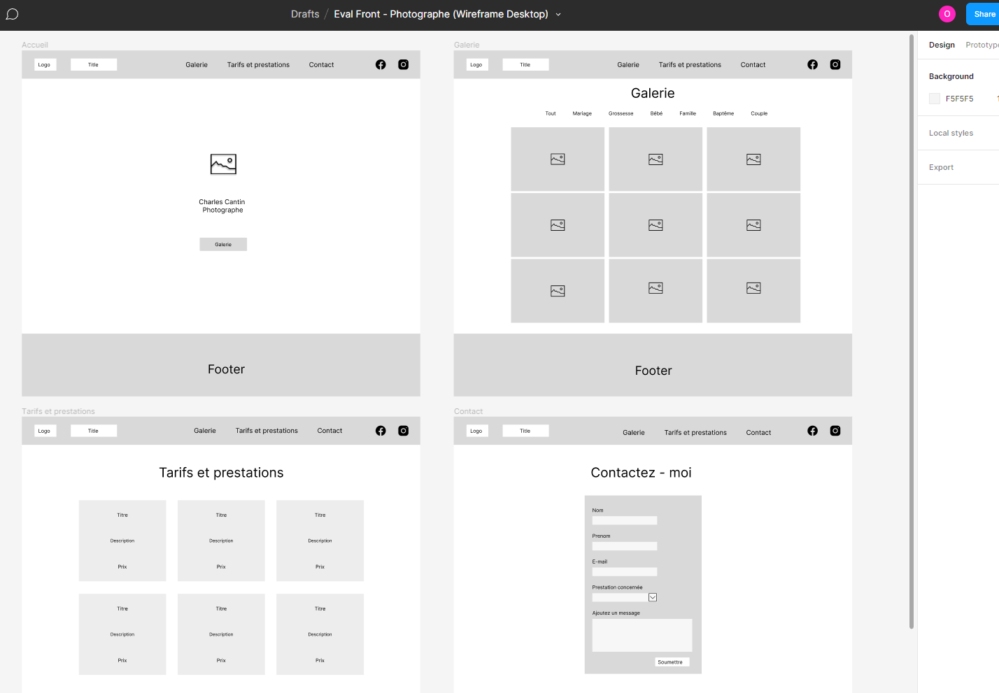 Drafts / Eval Front - Photographe (Wireframe Desktop)
O
Share
Design Prototype
Background
F5F5F5
Local styles
Export
Accueil
Logo Title Galerie Tarifs et prestations Contact
Charles Cantin
Photographe
Galerie
Footer
Galerie
Logo Title Galerie Tarifs et prestations Contact
Galerie
Tout Mariage Grossesse Bébé Famille Baptême Couple
Footer
Tarifs et prestations
Logo Title Galerie Tarifs et prestations Contact
Tarifs et prestations
Titre Titre Titre
Description Description Description
Prix Prix Prix
Titre Titre Titre
Description Description Description
Prix Prix Prix
Contact
Logo Title Galerie Tarifs et prestations Contact
Contactez - moi
Nom
Prenom
E-mail
Prestation concernée
Ajoutez un message
Soumettre